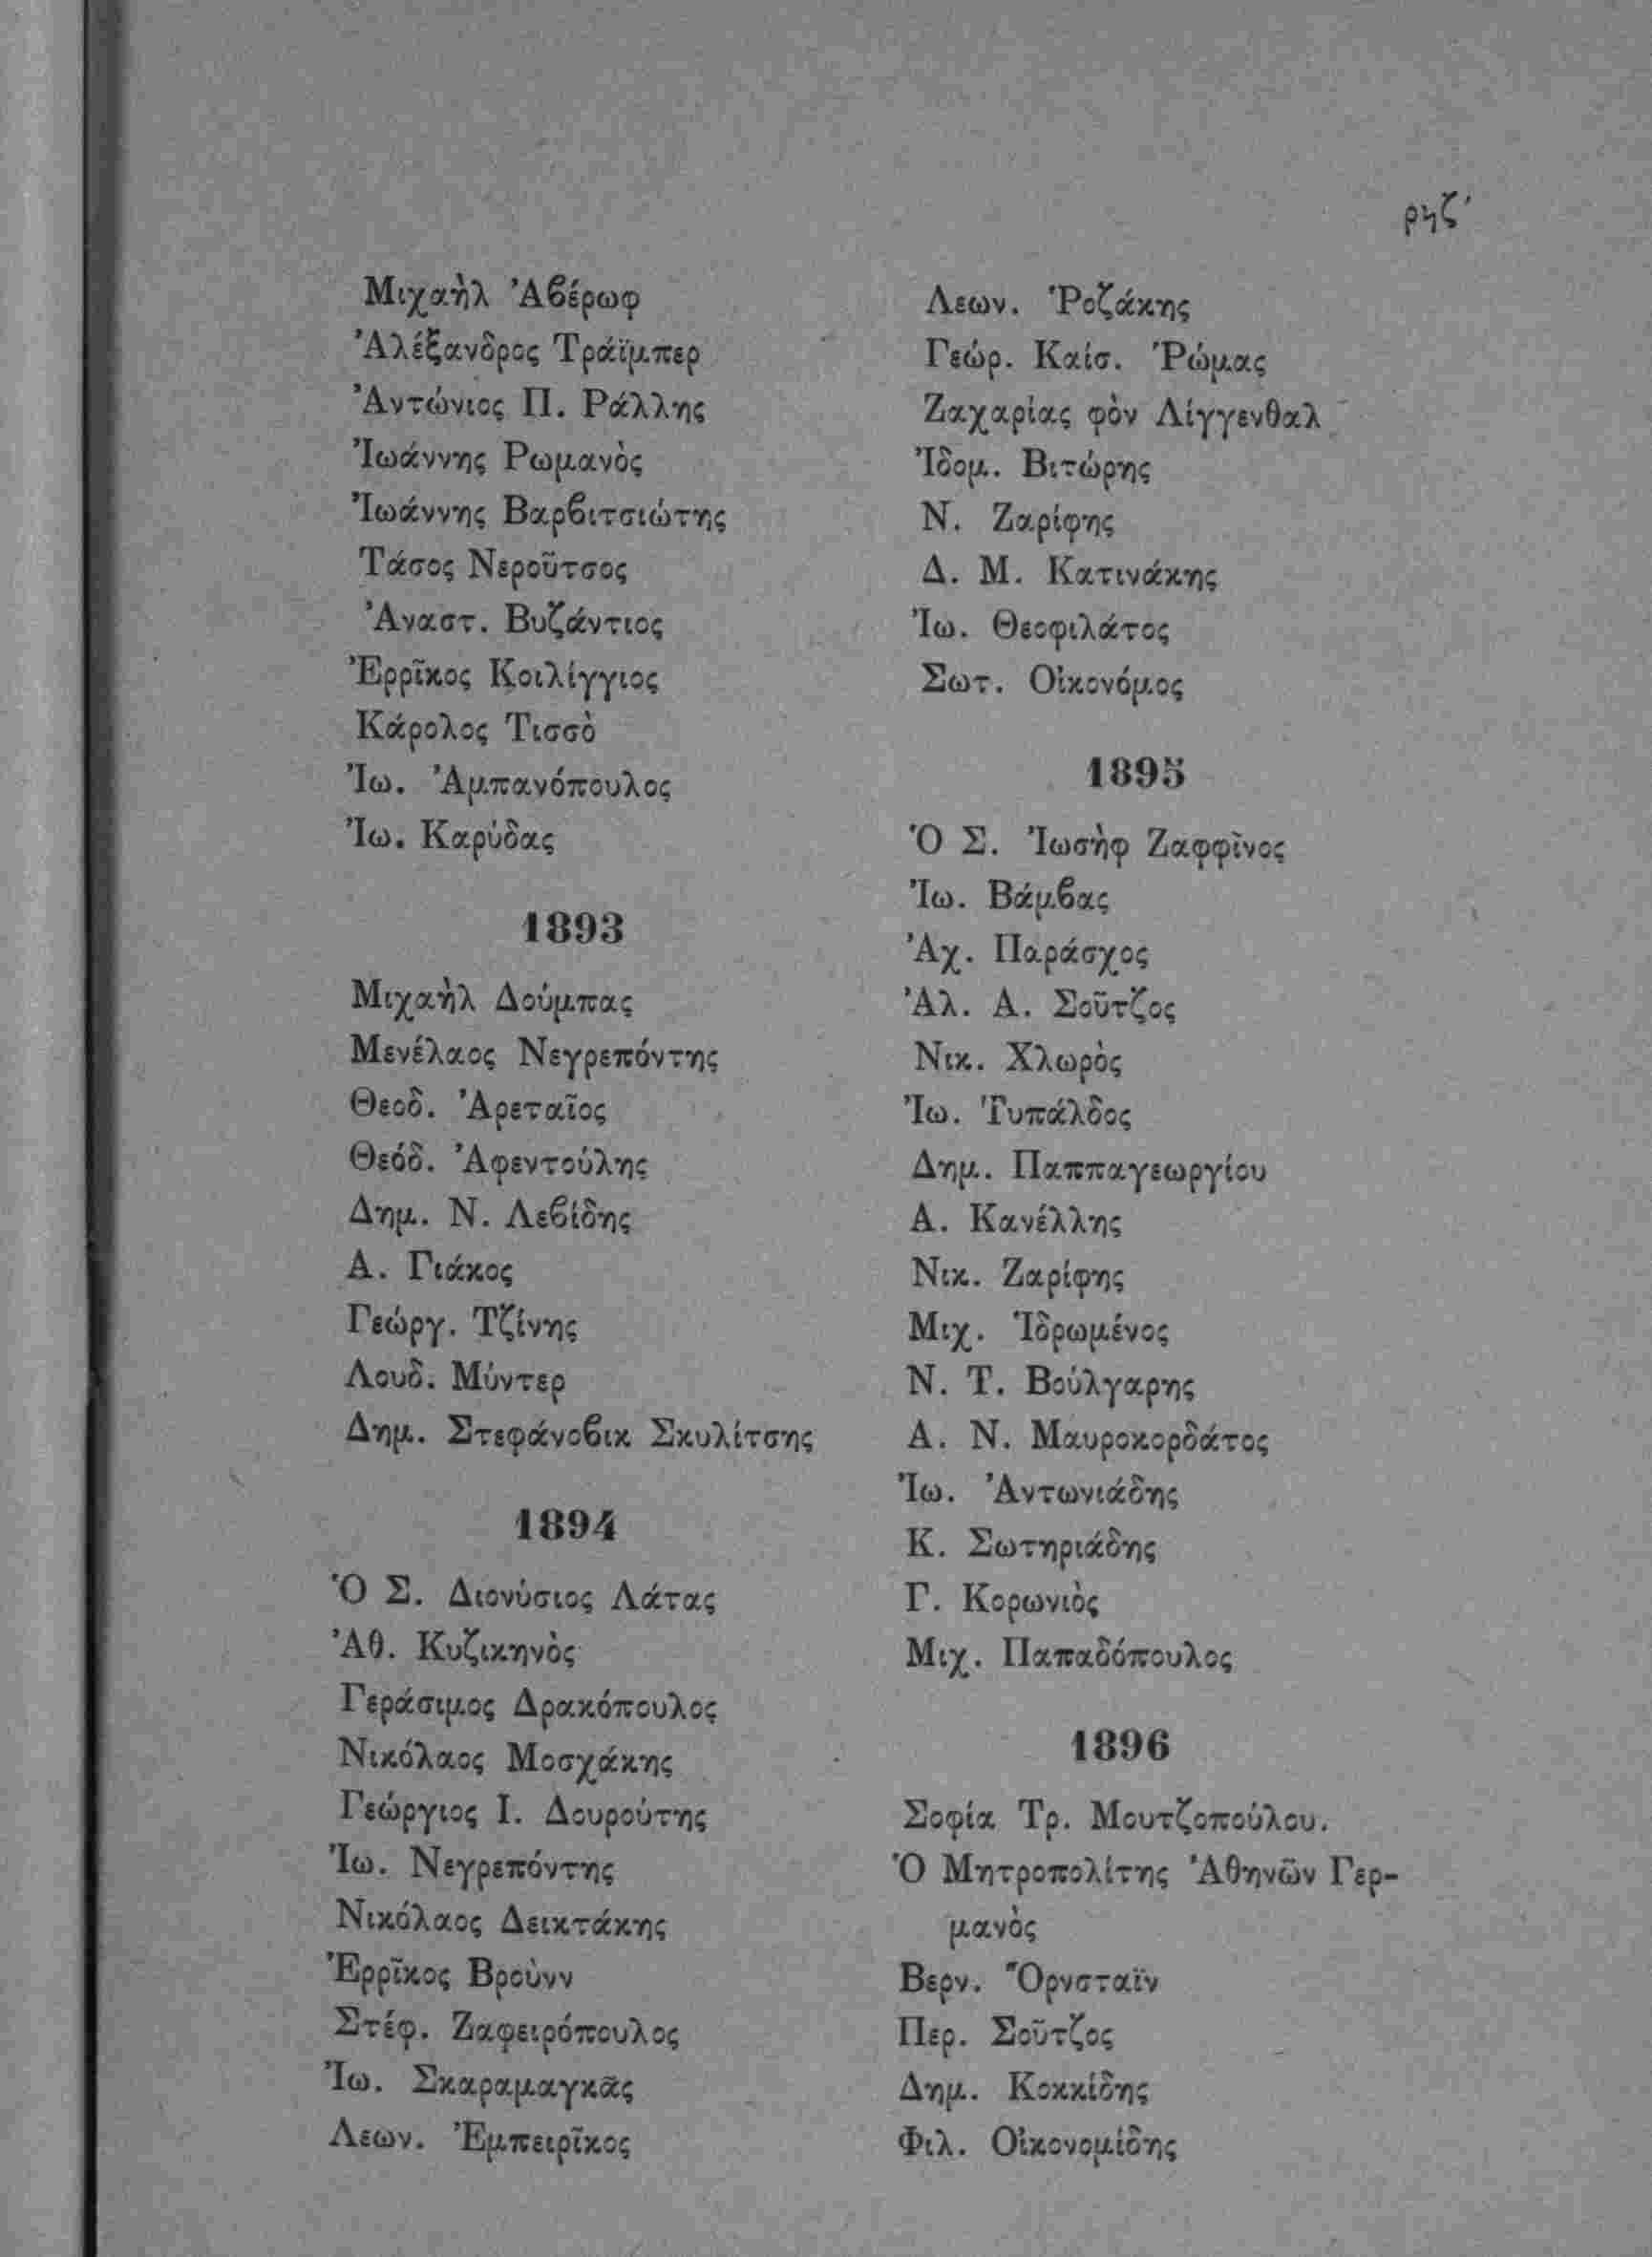 ρϟζʹ
Μιχαὴλ Ἀβέρωφ
Ἀλέξανδρος Τράϊμπερ
Ἀντώνιος Π. Ράλλης
Ἰωάννης Ρωμανὸς
Ἰωάννης Βαρβιτσιώτης
Τάσος Νεροῦτσος
Ἀναστ. Βυζάντιος
Ἐρρῖκος Κοιλίγγιος
Κάρολος Τισσὸ
Ἰω. Ἀμπανόπουλος
Ἰω. Καρύδας
1893
Μιχαὴλ Δούμπας
Μενέλαος Νεγρεπόντης
Θεοδ. Ἀρεταῖος
Θεόδ. Ἀφεντούλης
Δημ. Ν. Λεβίδης
Α. Γιάκος
Γεώργ. Τζίνης
Λουδ. Μύντερ
Δημ. Στεφάνοβικ Σκυλίτσης
1894
Ὁ Σ. Διονύσιος Λάτας
Ἀθ. Κυζικηνὸς
Γεράσιμος Δρακόπουλος
Νικόλαος Μοσχάκης
Γεώργιος Ι. Δουρούτης
Ἰω. Νεγρεπόντης
Νικόλαος Δεικτάκης
Ἐρρῖκος Βροὺνν
Στέφ. Ζαφειρόπουλος
Ἰω. Σκαραμαγκᾶς
Λεων. Ἐμπειρῖκος
Λεων. Ῥοζάκης
Γεώρ. Καίσ. Ῥώμας
Ζαχαρίας φὸν Λίγγενθαλ
Ἰδομ. Βιτώρης
Ν. Ζαρίφης
Δ. Μ. Κατινάκης
Ἰω. Θεοφιλάτος
Σωτ. Οἰκονόμος
1895
Ὁ Σ. Ἰωσὴφ Ζαφφῖνος
Ἰω. Βάμβας
Ἀχ. Παράσχος
Ἀλ. Α. Σοῦτζος
Νικ. Χλωρὸς
Ἰω. Τυπάλδος
Δημ. Παππαγεωργίου
Α. Κανέλλης
Νικ. Ζαρίφης
Μιχ. Ἱδρωμένος
Ν. Τ. Βούλγαρης
Α. Ν. Μαυροκορδάτος
Ἰω. Ἀντωνιάδης
Κ. Σωτηριάδης
Γ. Κορωνιὸς
Μιχ. Παπαδόπουλος
1896
Σοφία Τρ. Μουτζοπούλου.
Ὁ Μητροπολίτης Ἀθηνῶν Γερ-
μανὸς
Βερν. Ὄρνσταϊν
Περ. Σοῦτζος
Δημ. Κοκκίδης
Φιλ. Οἰκονομίδης